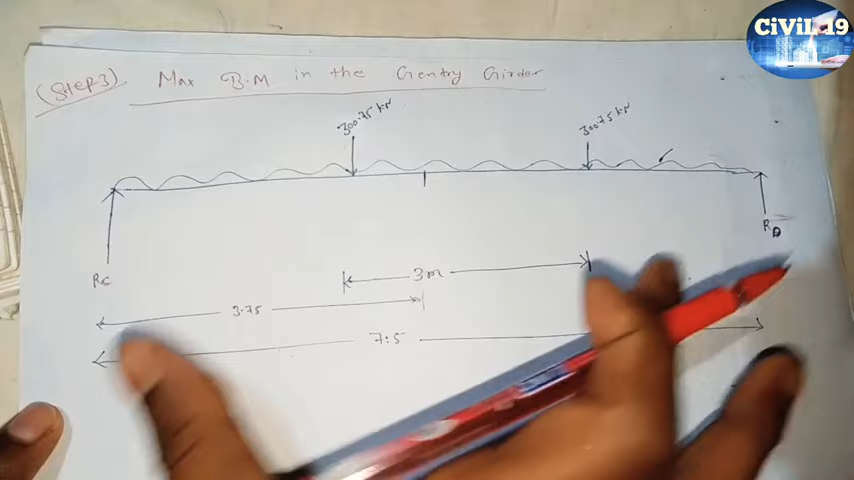 CiViL 19
(Step-3) Max B.M in the Gentry Girder
300.75 kN
300.75 kN
RC
RD
3m
3.75
7.5